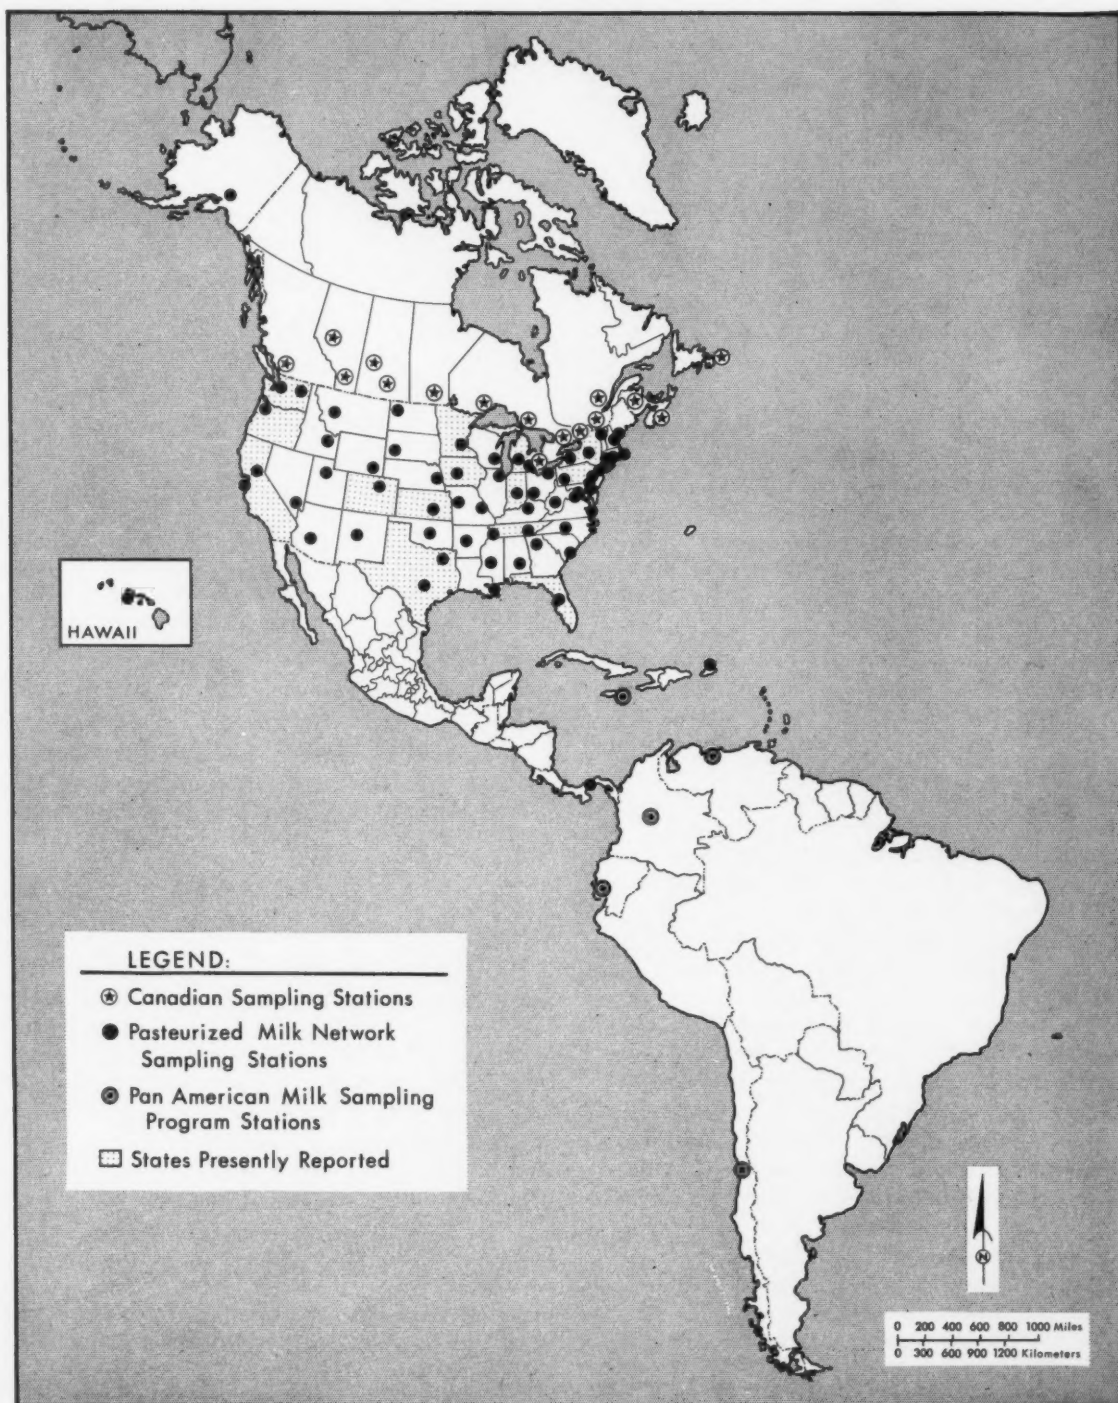 HAWAII
LEGEND:
Canadian Sampling Stations
Pasteurized Milk Network
Sampling Stations
Pan American Milk Sampling
Program Stations
States Presently Reported
N
0 200 400 600 800 1000 Miles
0 300 600 900 1200 Kilometers